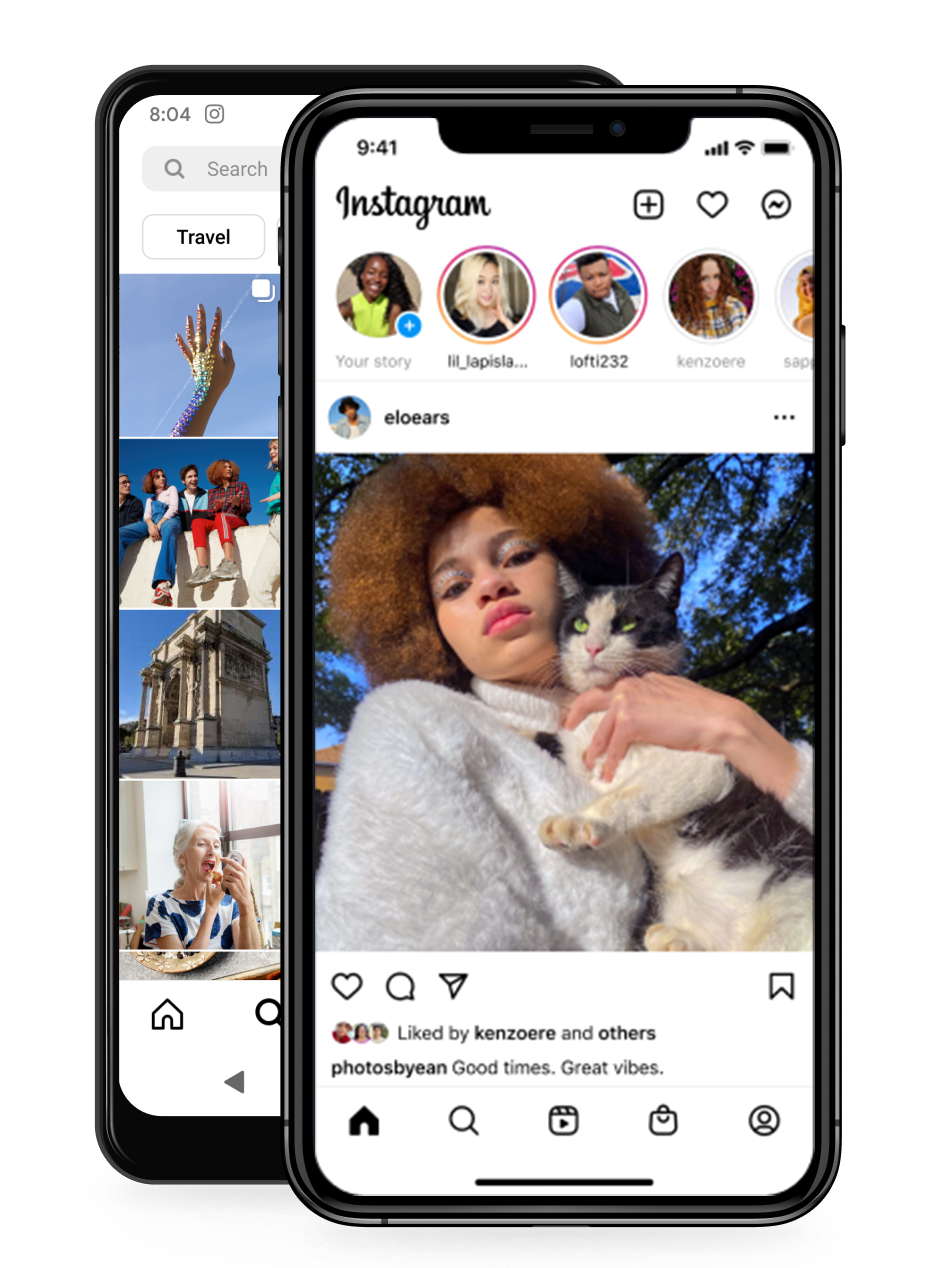 8:04
Search
Travel
9:41
Instagram
Your story
lil_lapisla...
lofti232
kenzoere
sapp
eloears
Liked by kenzoere and others
photosbyean Good times. Great vibes.